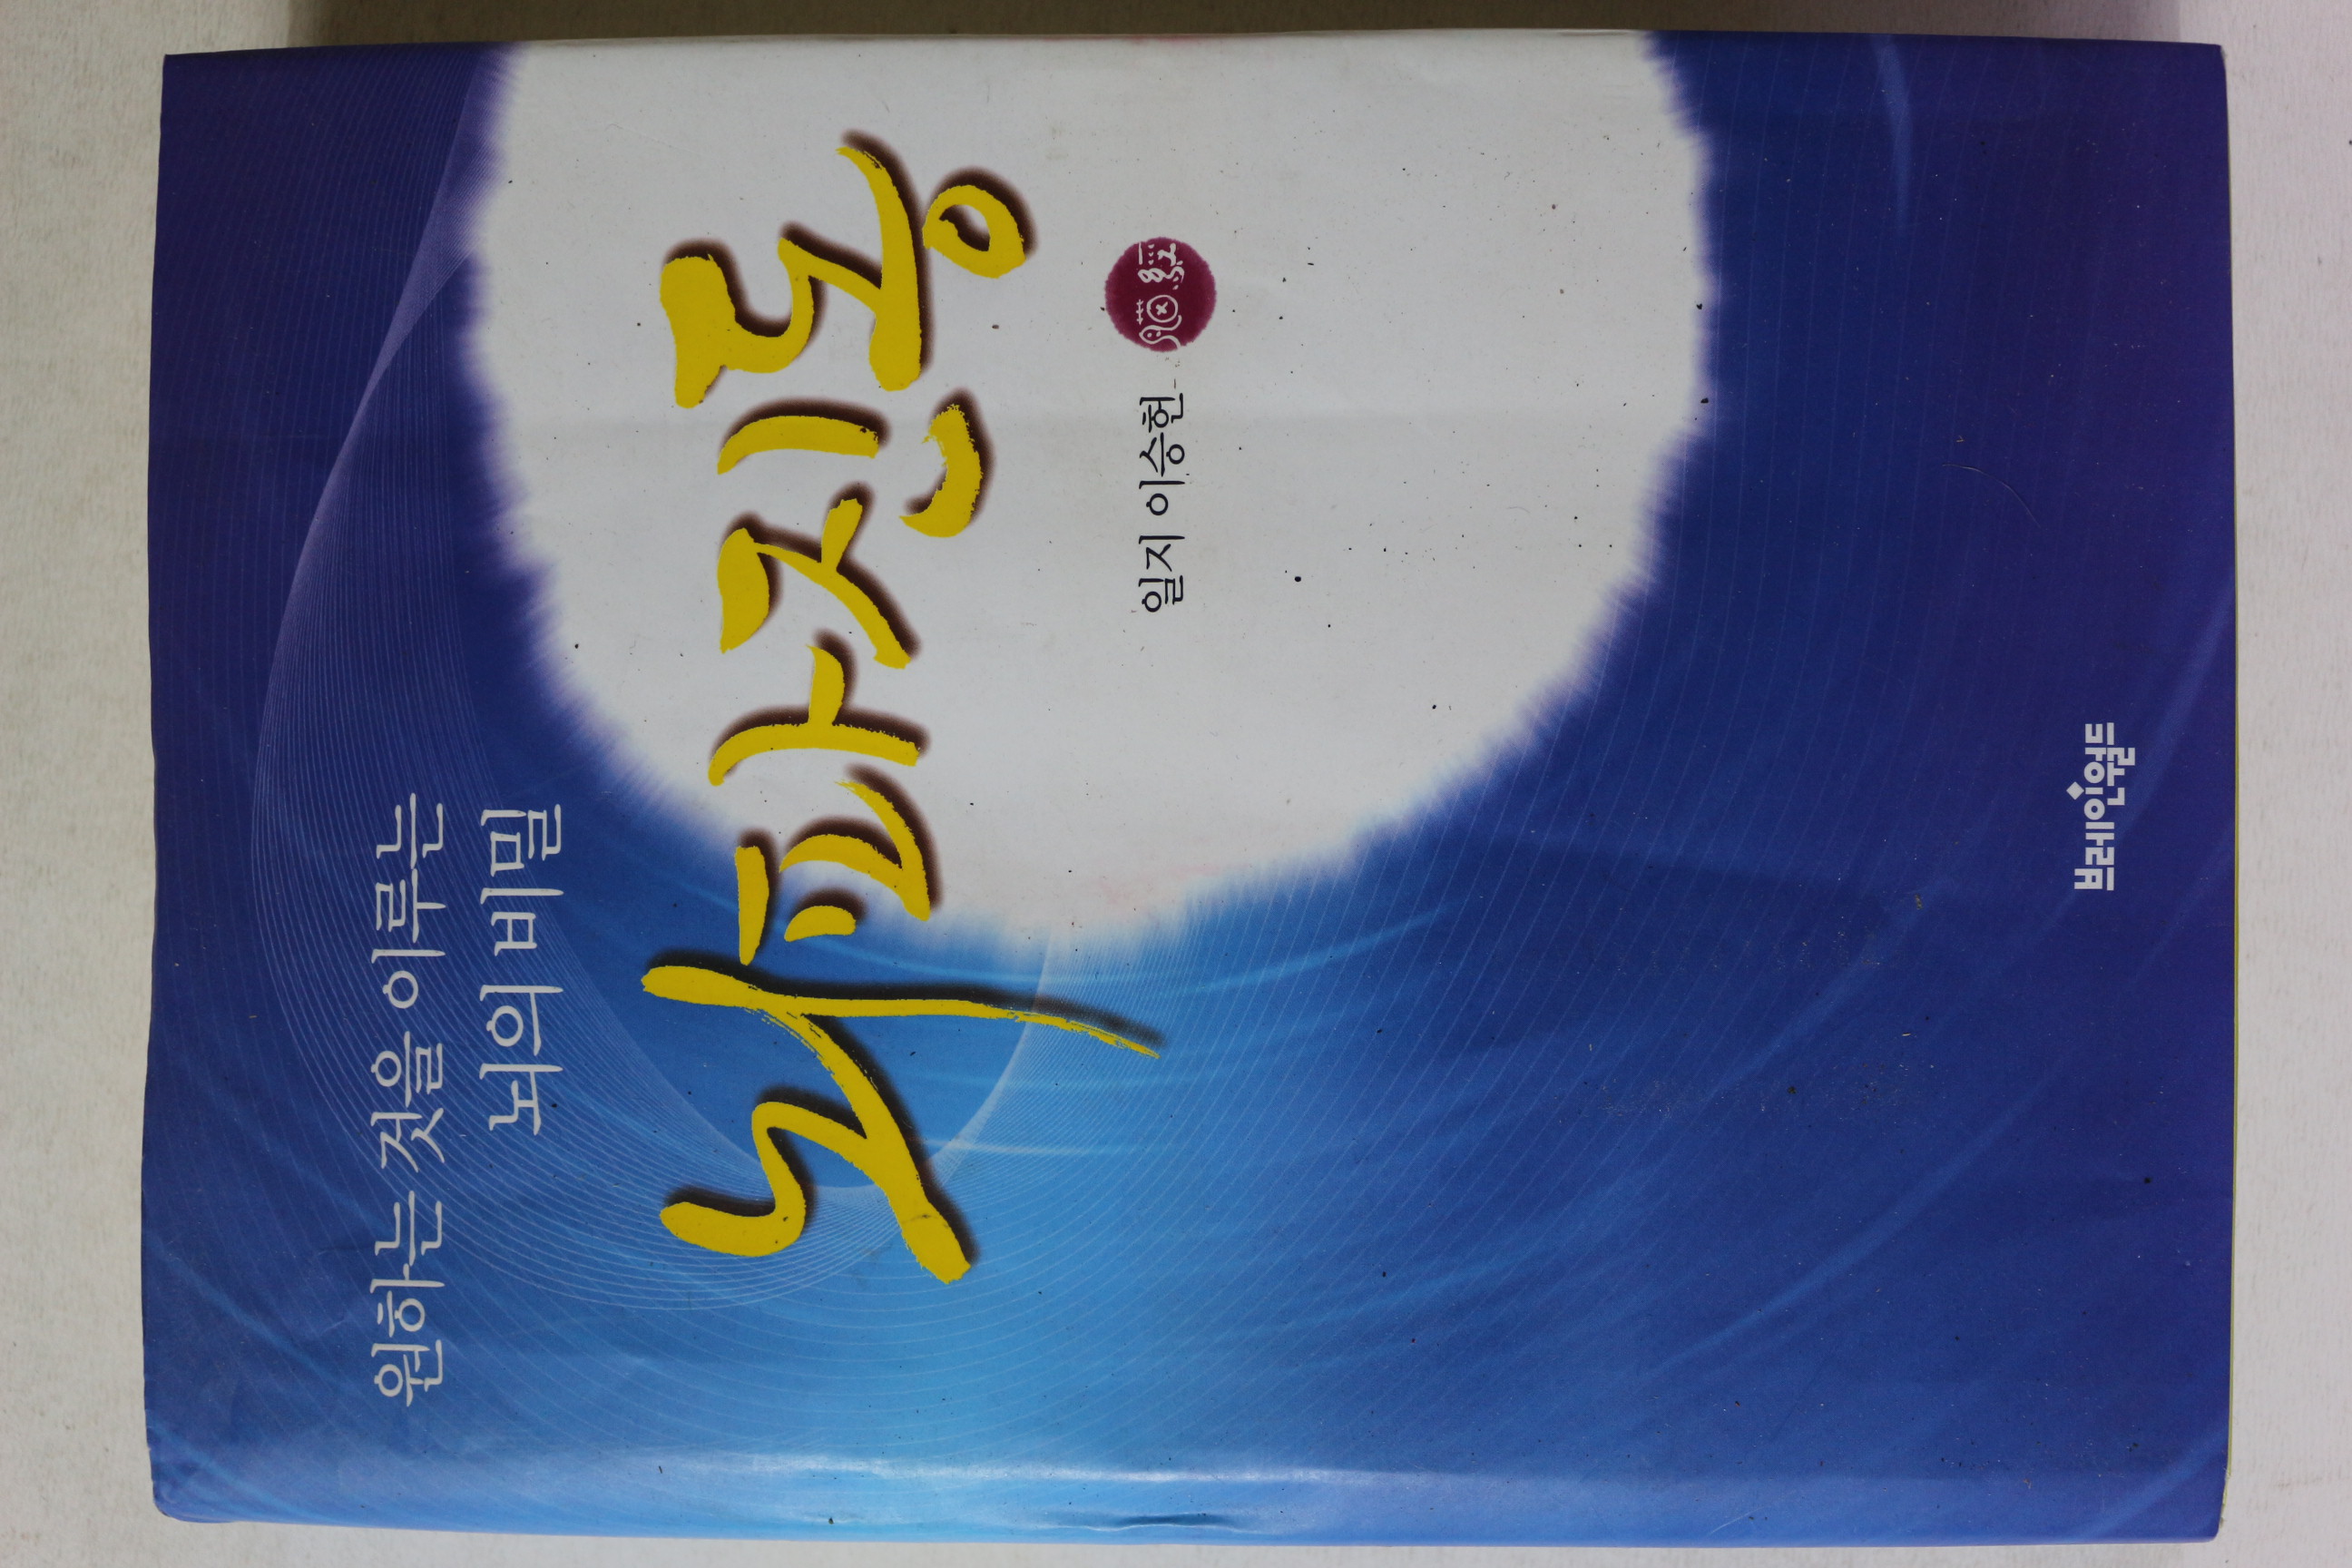 원하는 것을 이루는
뇌의 비밀
뇌파진동
일지 이승헌
브레인월드